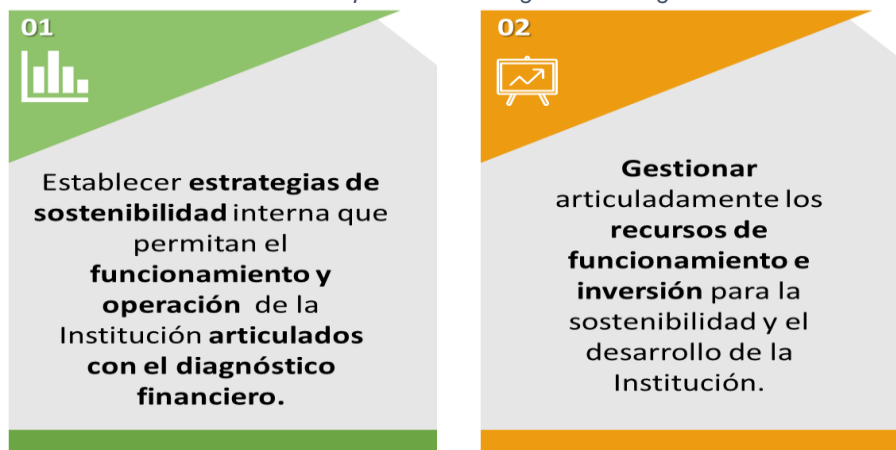 01
Establecer estrategias de
sostenibilidad interna que
permitan el
funcionamiento y
operación de la
Institución articulados
con el diagnóstico
financiero.
02
Gestionar
articuladamente los
recursos de
funcionamiento e
inversión para la
sostenibilidad y el
desarrollo de la
Institución.